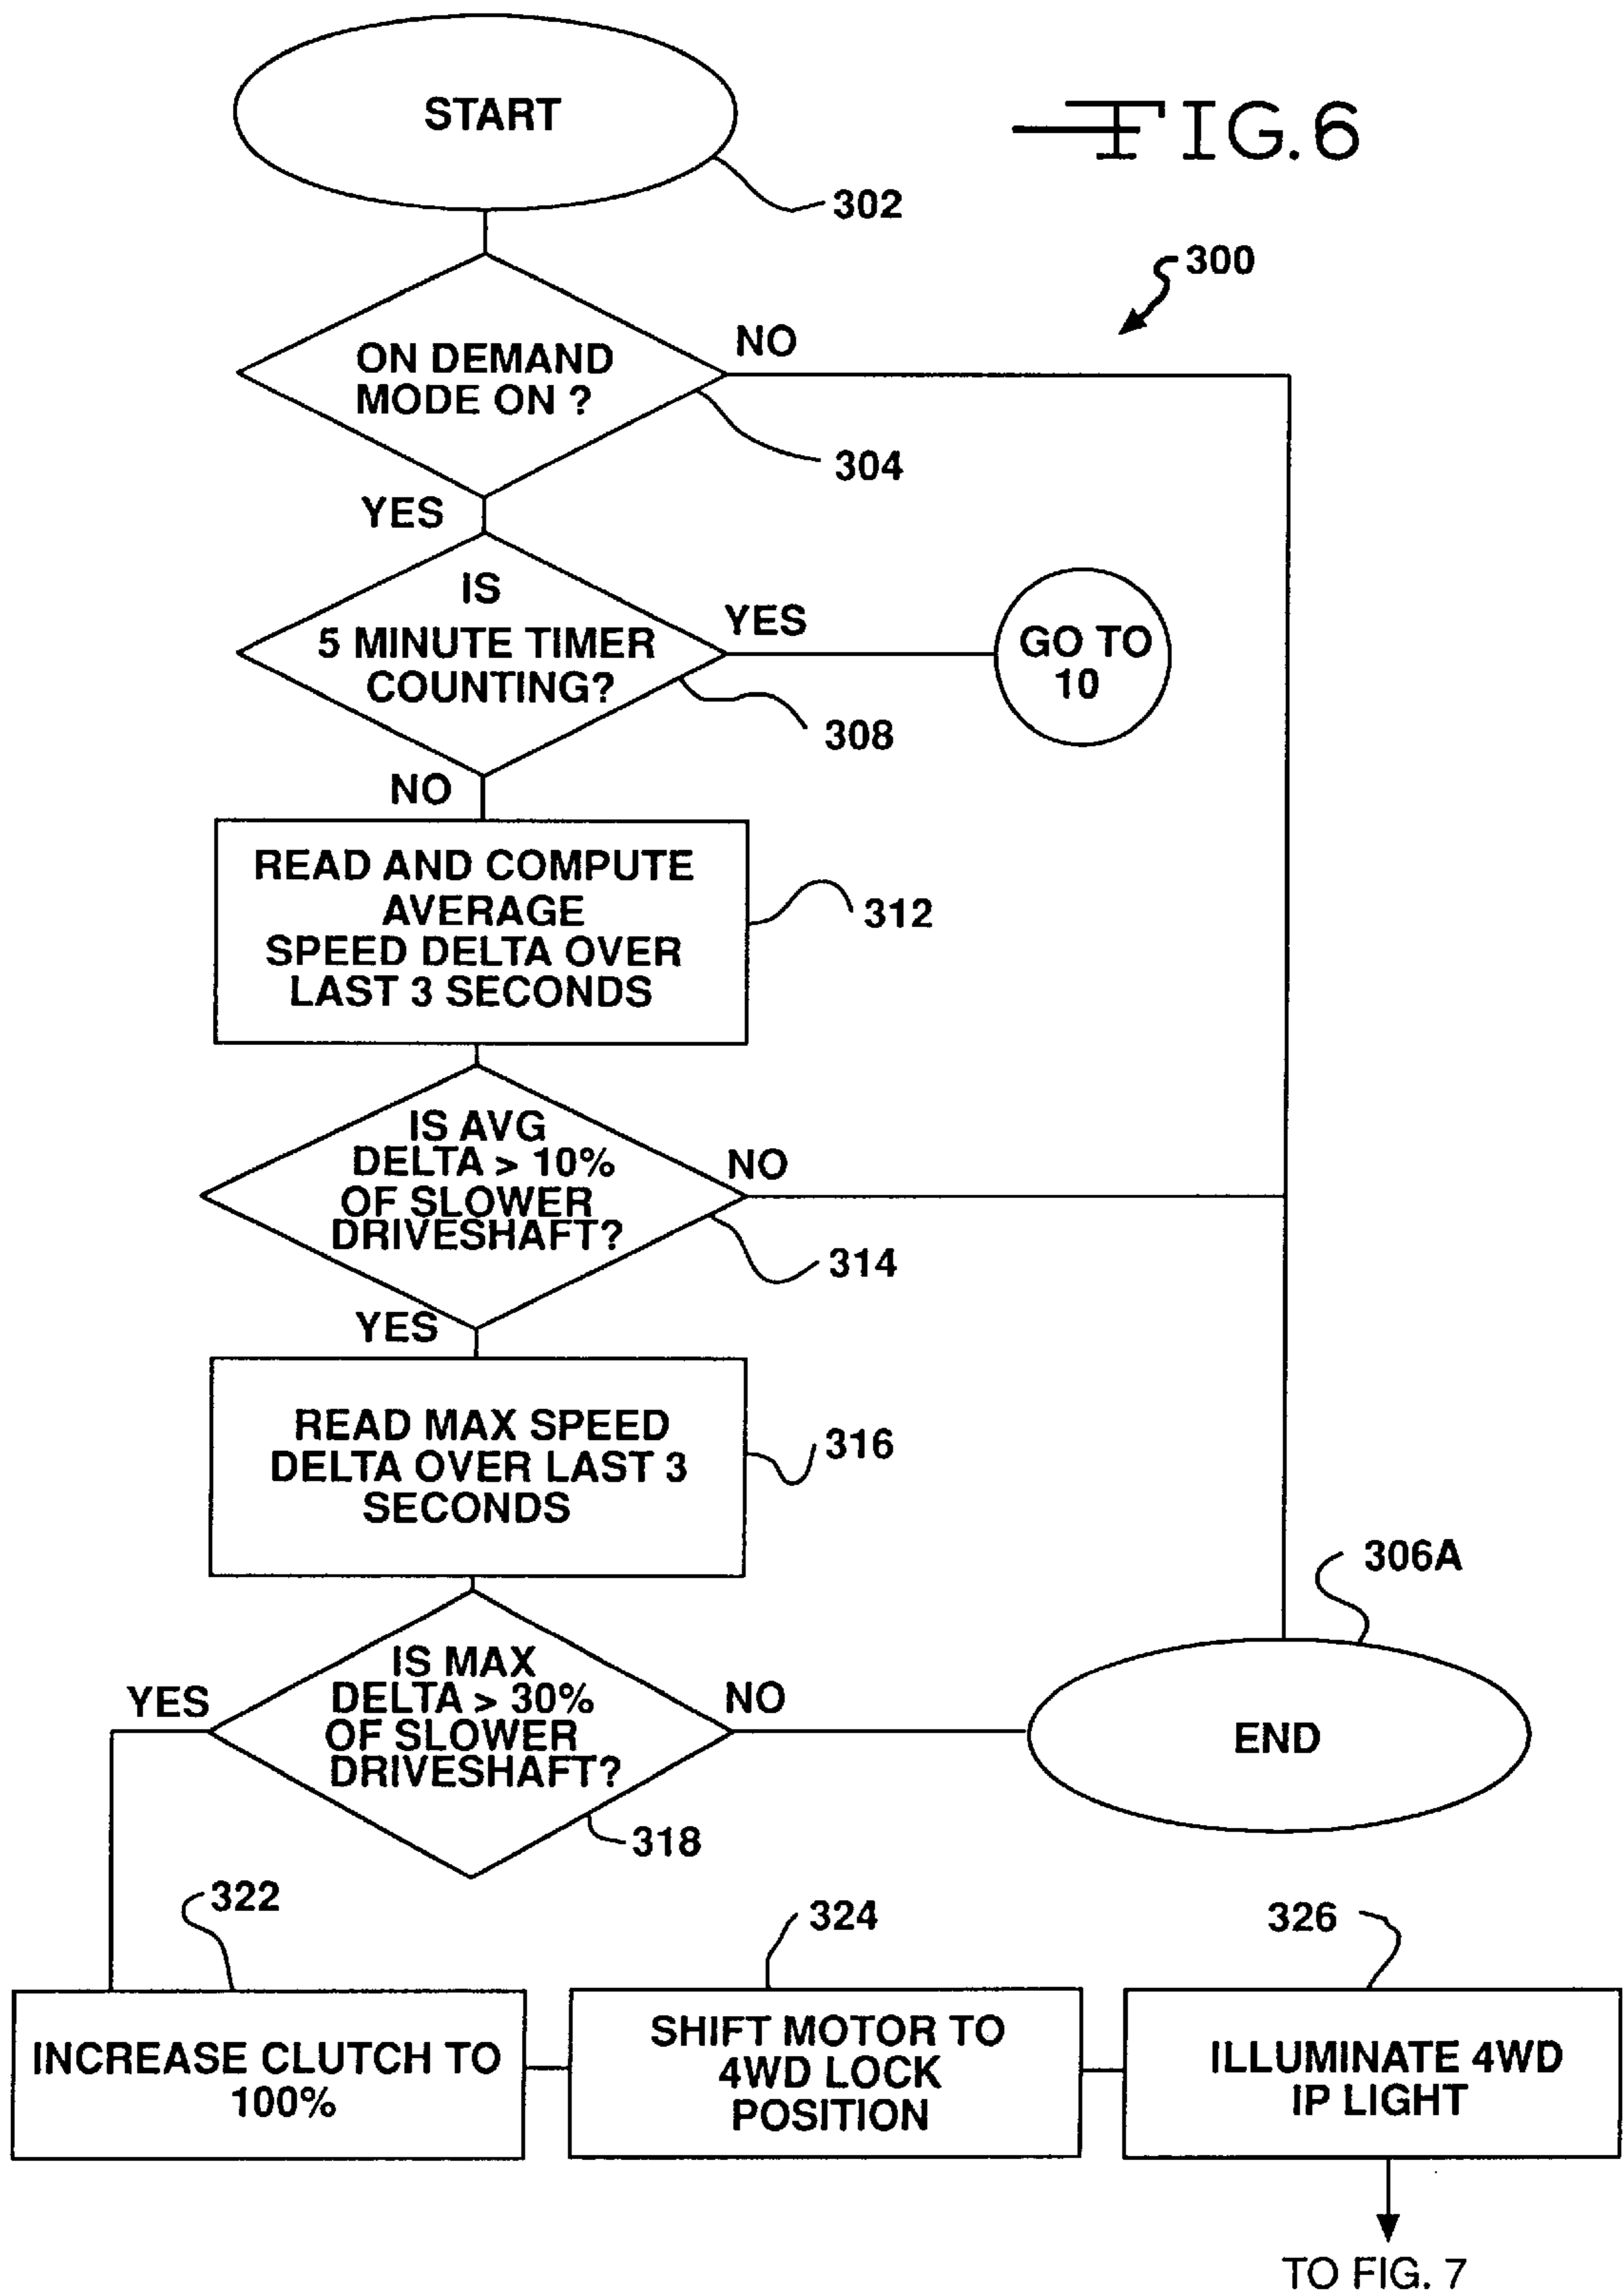 START
FIG. 6
302
300
ON DEMAND
MODE ON ?
NO
304
YES
IS
5 MINUTE TIMER
COUNTING?
YES
GO TO
10
308
NO
READ AND COMPUTE
AVERAGE
SPEED DELTA OVER
LAST 3 SECONDS
312
IS AVG
DELTA > 10%
OF SLOWER
DRIVESHAFT?
NO
314
YES
READ MAX SPEED
DELTA OVER LAST 3
SECONDS
316
306A
IS MAX
DELTA > 30%
OF SLOWER
DRIVESHAFT?
YES
NO
END
318
322
324
326
INCREASE CLUTCH TO
100%
SHIFT MOTOR TO
4WD LOCK
POSITION
ILLUMINATE 4WD
IP LIGHT
TO FIG. 7